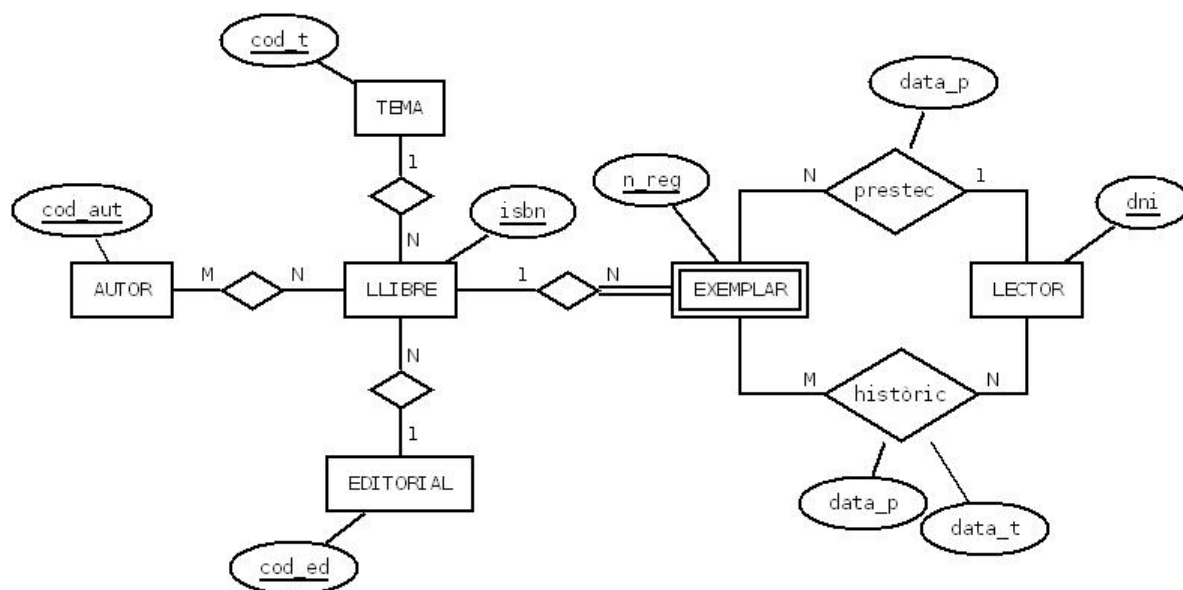 cod_t
data_p
TEMA
1
n_reg
N
prestec
1
cod_aut
isbn
dni
N
AUTOR
M
N
LLIBRE
1
N
EXEMPLAR
LECTOR
N
M
històric
N
1
EDITORIAL
data_p
data_t
cod_ed